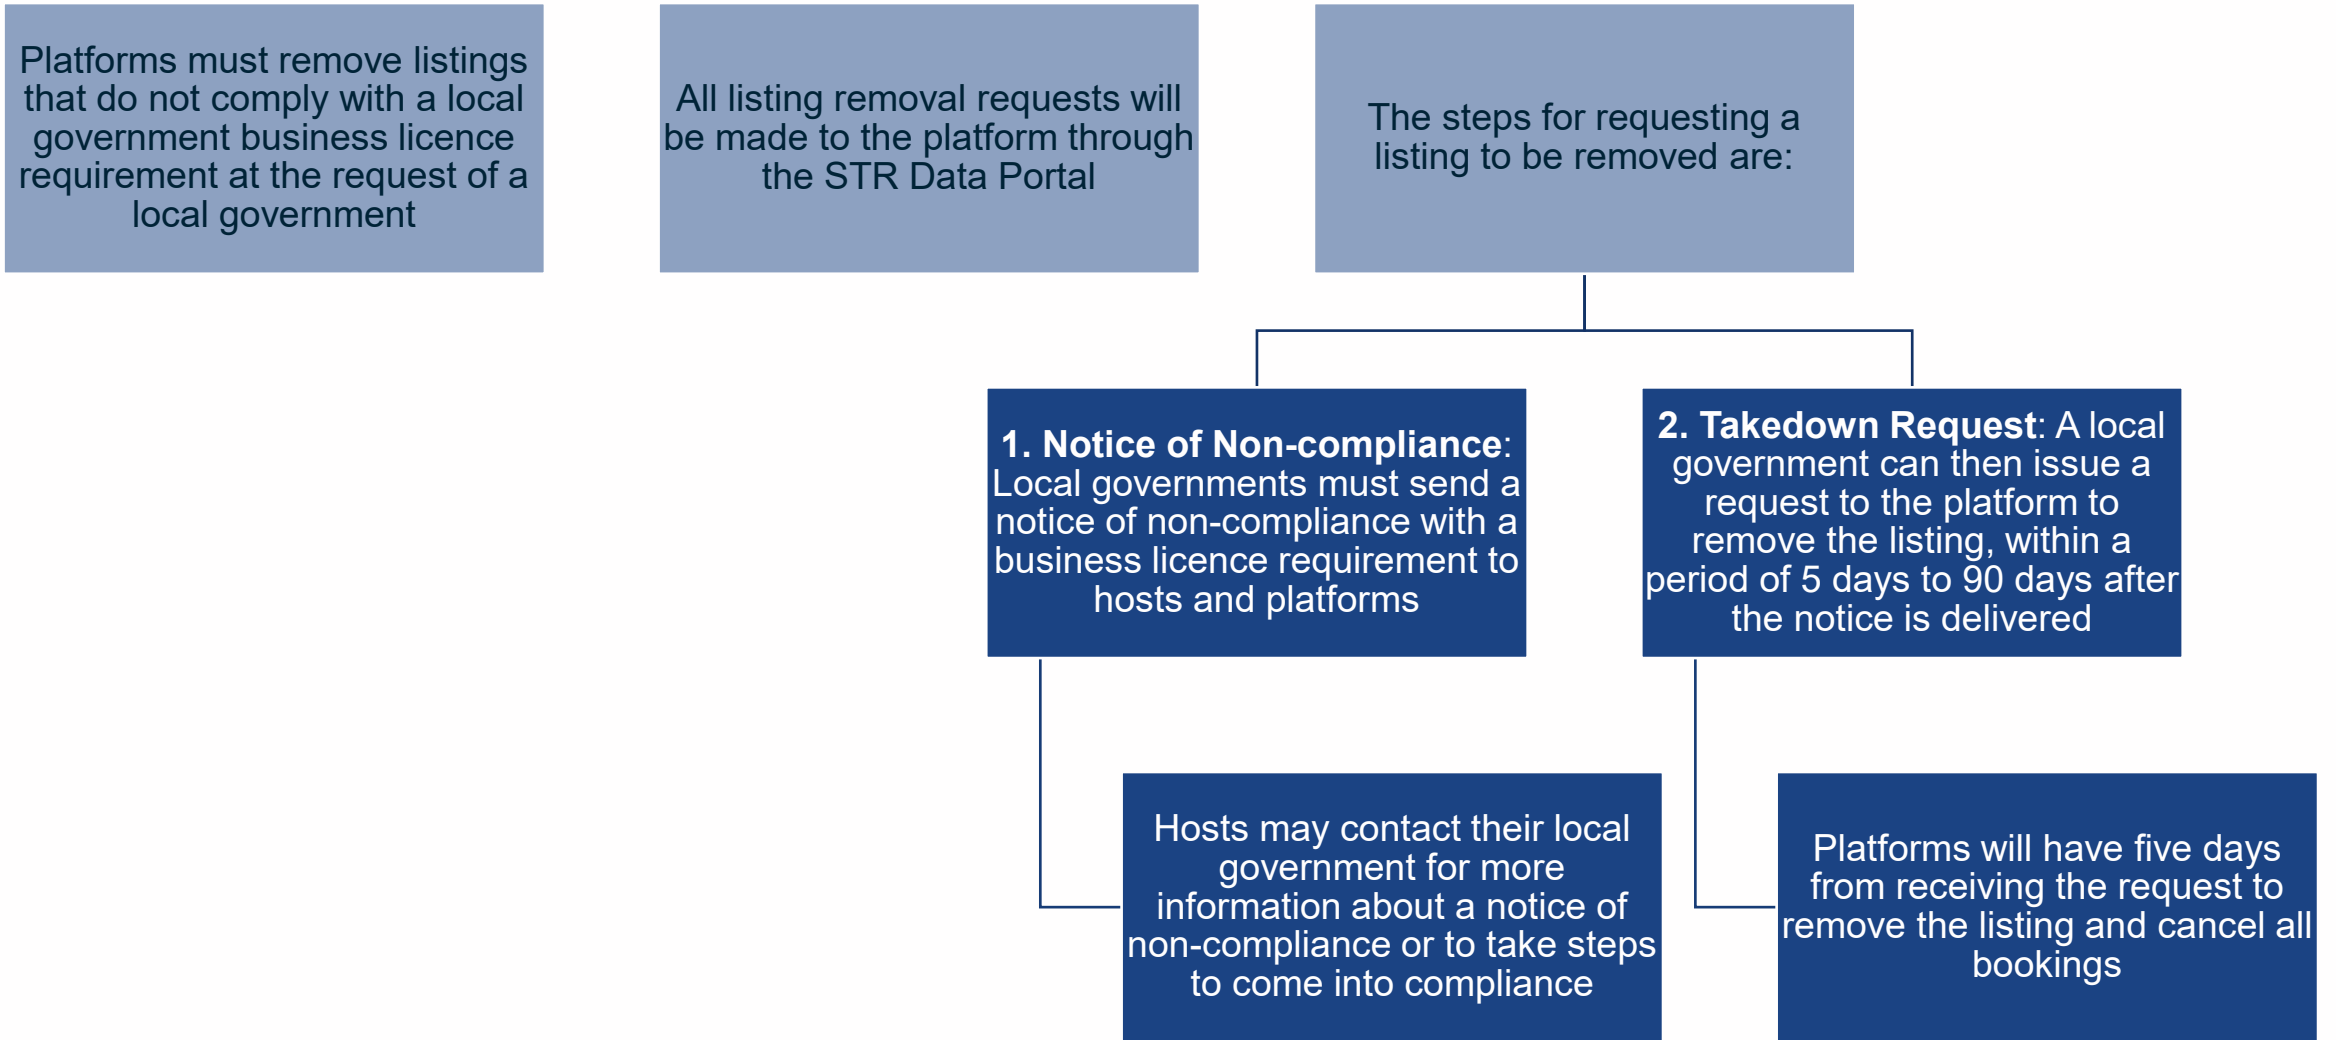 Platforms must remove listings
that do not comply with a local
government business licence
requirement at the request of a
local government
All listing removal requests will
be made to the platform through
the STR Data Portal
The steps for requesting a
listing to be removed are:
1. Notice of Non-compliance:
Local governments must send a
notice of non-compliance with a
business licence requirement to
hosts and platforms
2. Takedown Request: A local
government can then issue a
request to the platform to
remove the listing, within a
period of 5 days to 90 days after
the notice is delivered
Hosts may contact their local
government for more
information about a notice of
non-compliance or to take steps
to come into compliance
Platforms will have five days
from receiving the request to
remove the listing and cancel all
bookings